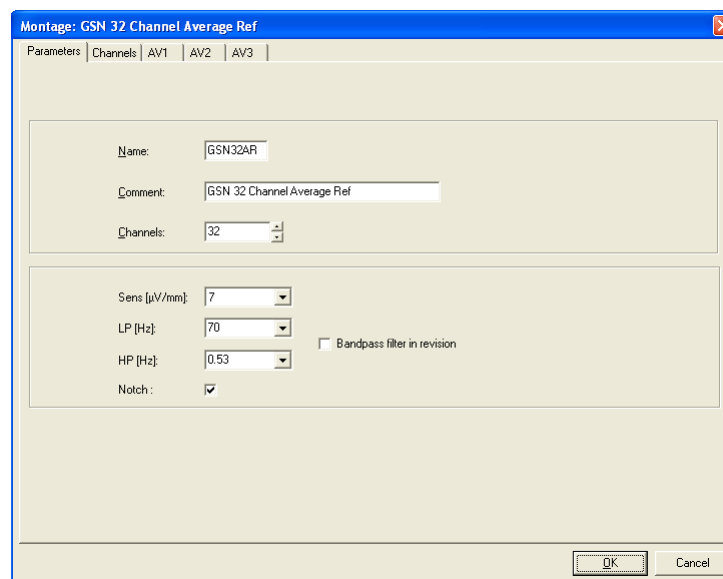 Montage: GSN 32 Channel Average Ref
Parameters Channels AV1 AV2 AV3
Name: GSN32AR
Comment: GSN 32 Channel Average Ref
Channels: 32
Sens [µV/mm]: 7
LP [Hz]: 70
Bandpass filter in revision
HP [Hz]: 0.53
Notch :
OK Cancel